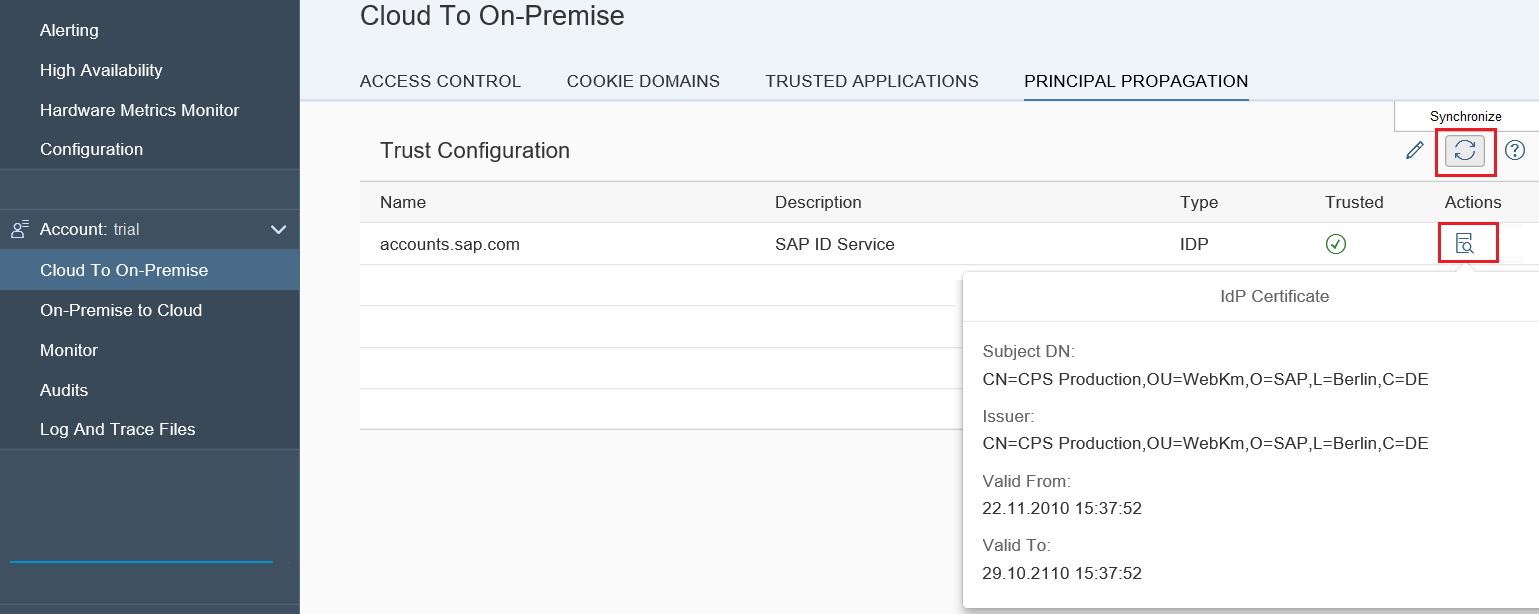 Alerting
High Availability
Hardware Metrics Monitor
Configuration
Account: trial
Cloud To On-Premise
On-Premise to Cloud
Monitor
Audits
Log And Trace Files
Cloud To On-Premise
ACCESS CONTROL COOKIE DOMAINS TRUSTED APPLICATIONS PRINCIPAL PROPAGATION
Synchronize
Trust Configuration
Name Description Type Trusted Actions
accounts.sap.com SAP ID Service IDP
IdP Certificate
Subject DN:
CN=CPS Production,OU=WebKm,O=SAP,L=Berlin,C=DE
Issuer:
CN=CPS Production,OU=WebKm,O=SAP,L=Berlin,C=DE
Valid From:
22.11.2010 15:37:52
Valid To:
29.10.2110 15:37:52